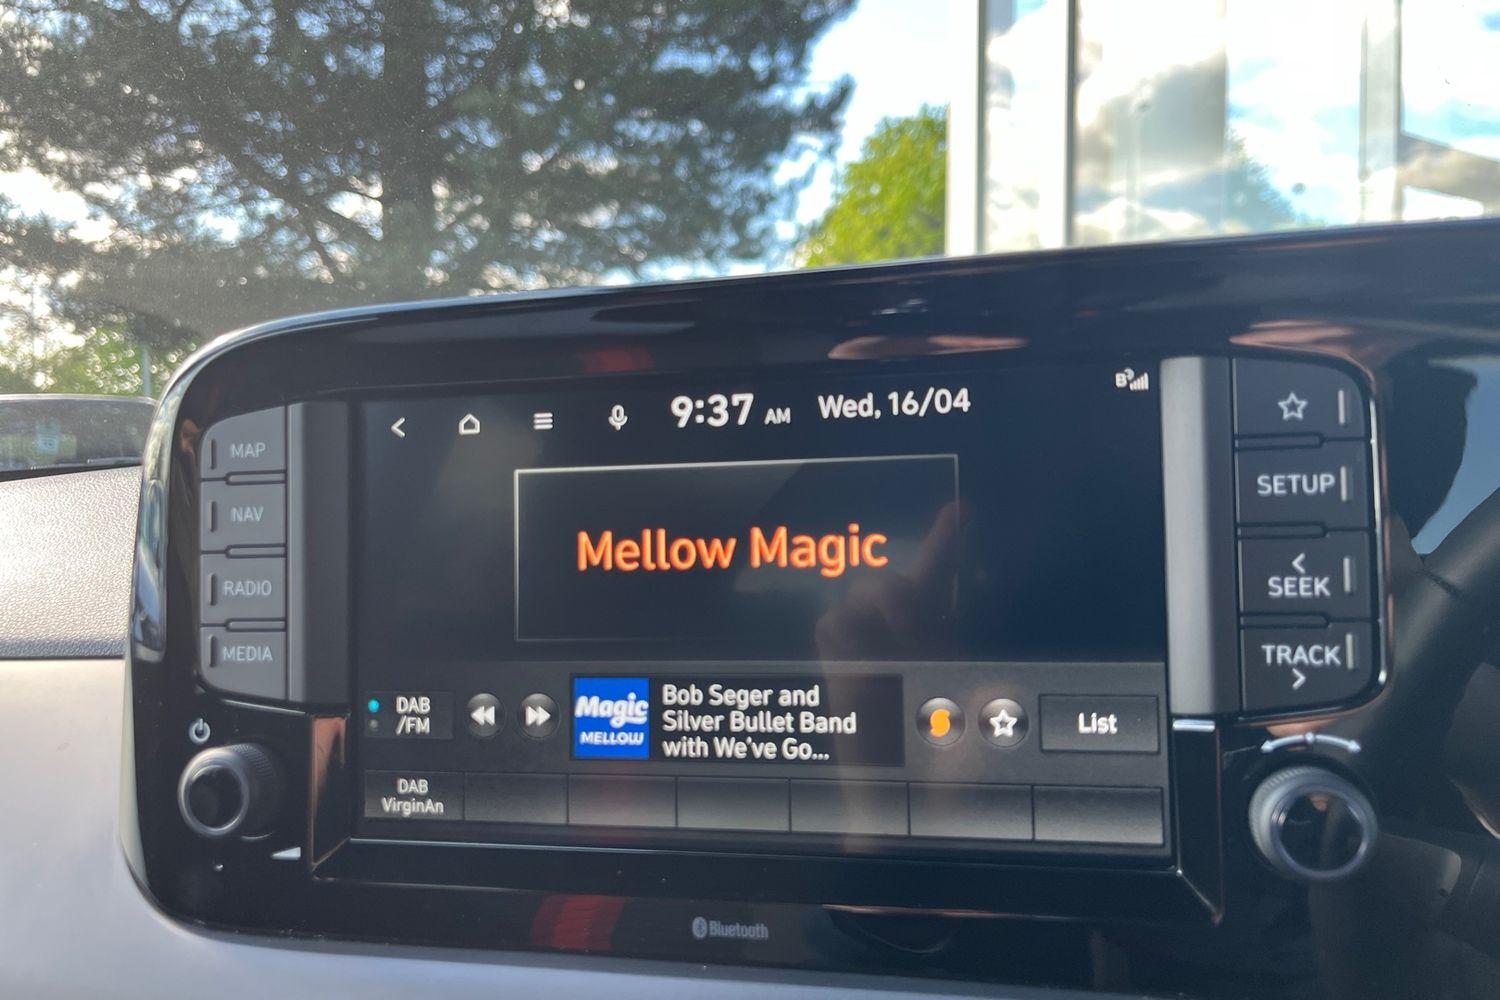 9:37 AM Wed, 16/04
B
MAP
NAV
RADIO
MEDIA
Mellow Magic
SETUP
<
SEEK
TRACK
>
DAB
/FM
Magic
MELLOW
Bob Seger and
Silver Bullet Band
with We've Go...
List
DAB
VirginAn
Bluetooth